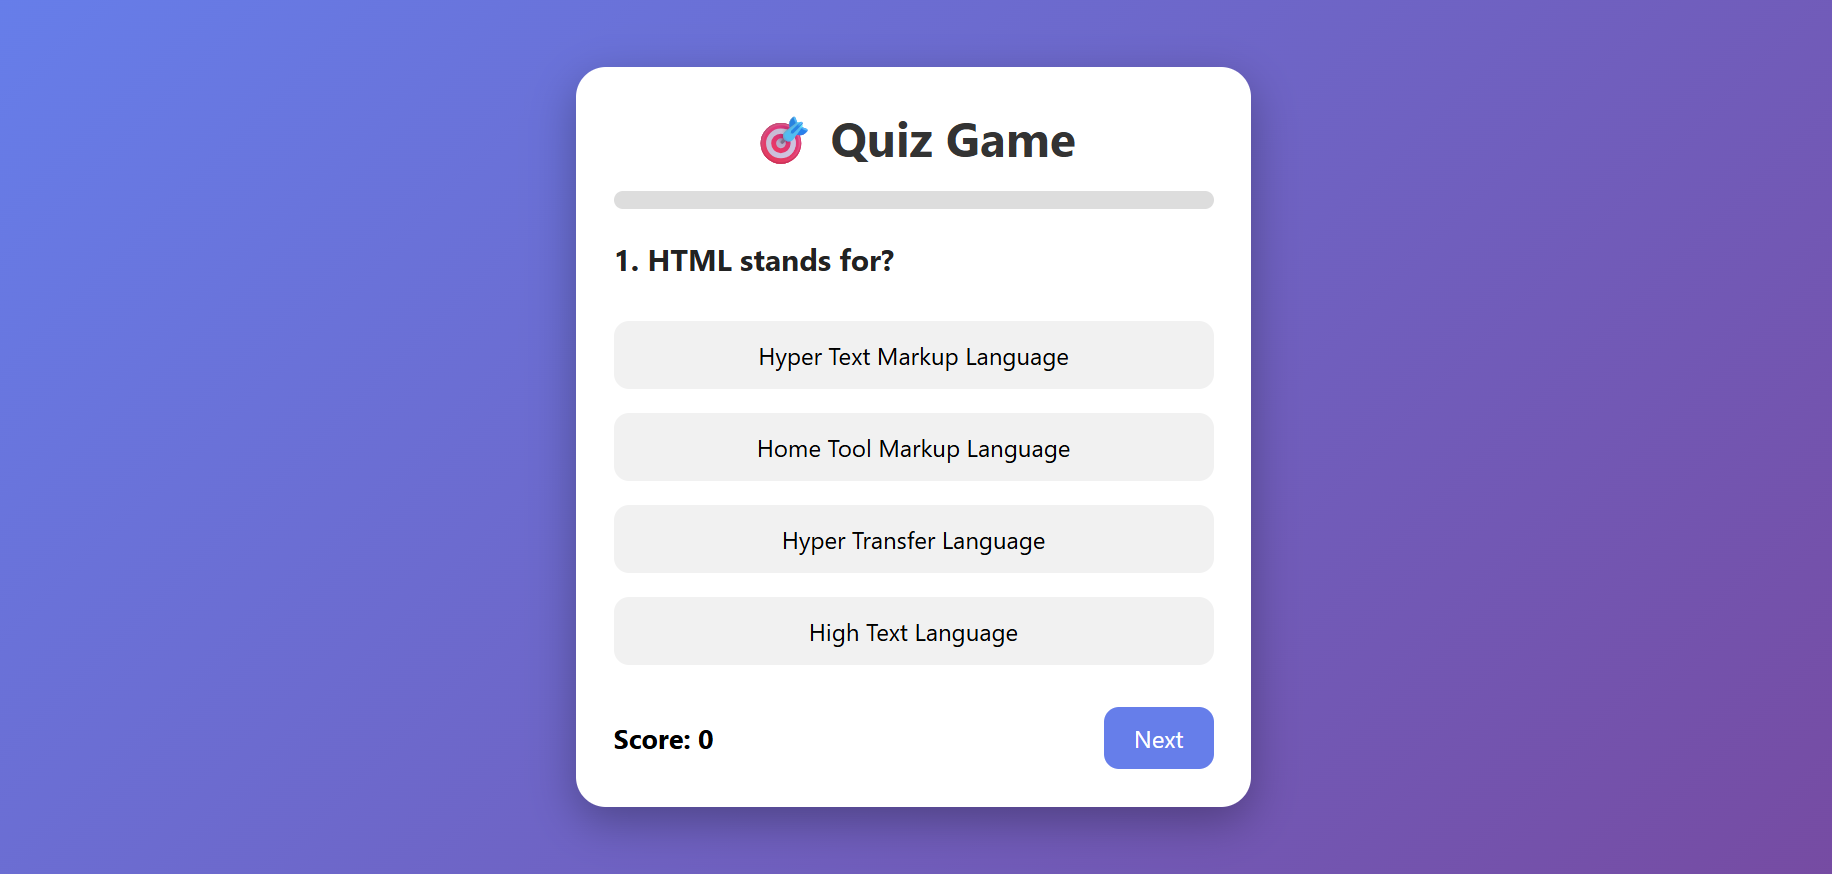 Quiz Game
1. HTML stands for?
Hyper Text Markup Language
Home Tool Markup Language
Hyper Transfer Language
High Text Language
Score: 0
Next